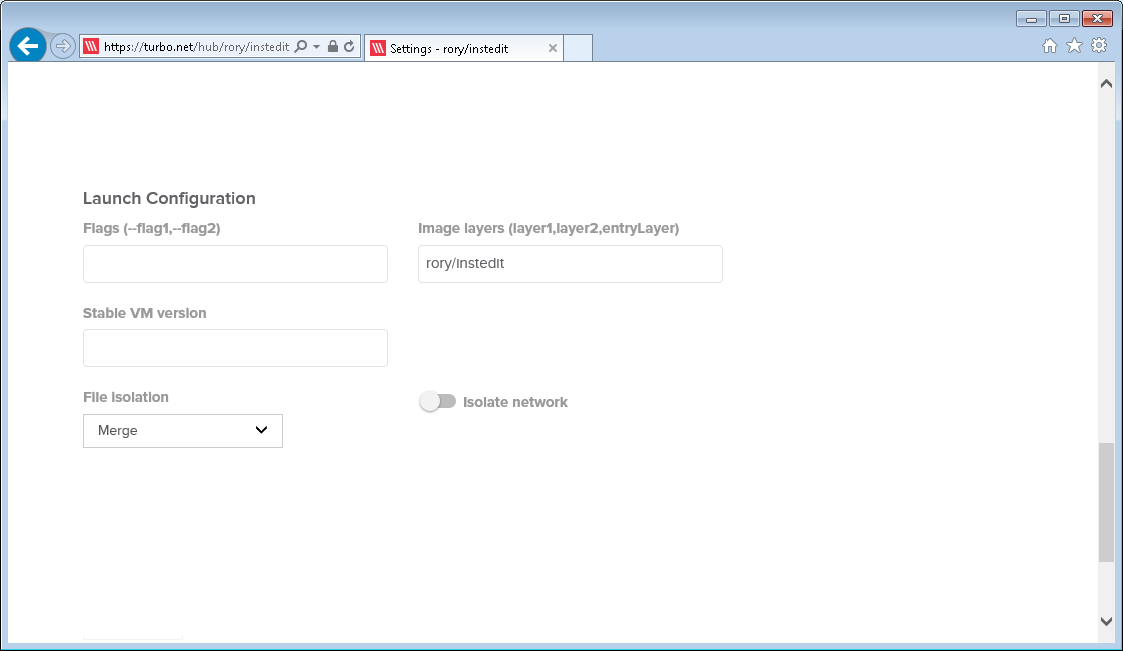 https://turbo.net/hub/rory/instedit
Settings - rory/instedit
Launch Configuration
Flags (--flag1,--flag2)
Image layers (layer1,layer2,entryLayer)
rory/instedit
Stable VM version
File isolation
Isolate network
Merge